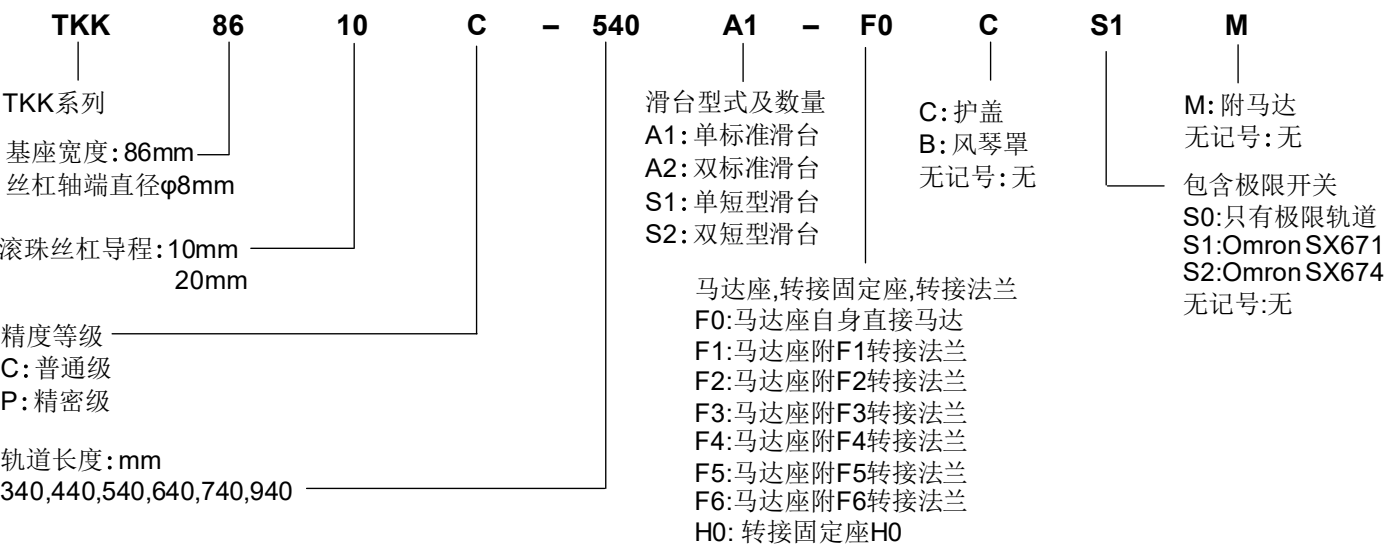 TKK 86 10 C – 540 A1 – F0 C S1 M
TKK系列
基座宽度:86mm
丝杠轴端直径φ8mm
滚珠丝杠导程:10mm
20mm
精度等级
C:普通级
P:精密级
轨道长度:mm
340,440,540,640,740,940
滑台型式及数量
A1:单标准滑台
A2:双标准滑台
S1:单短型滑台
S2:双短型滑台
马达座,转接固定座,转接法兰
F0:马达座自身直接马达
F1:马达座附F1转接法兰
F2:马达座附F2转接法兰
F3:马达座附F3转接法兰
F4:马达座附F4转接法兰
F5:马达座附F5转接法兰
F6:马达座附F6转接法兰
H0: 转接固定座H0
C:护盖
B:风琴罩
无记号:无
M:附马达
无记号:无
包含极限开关
S0:只有极限轨道
S1:Omron SX671
S2:Omron SX674
无记号:无